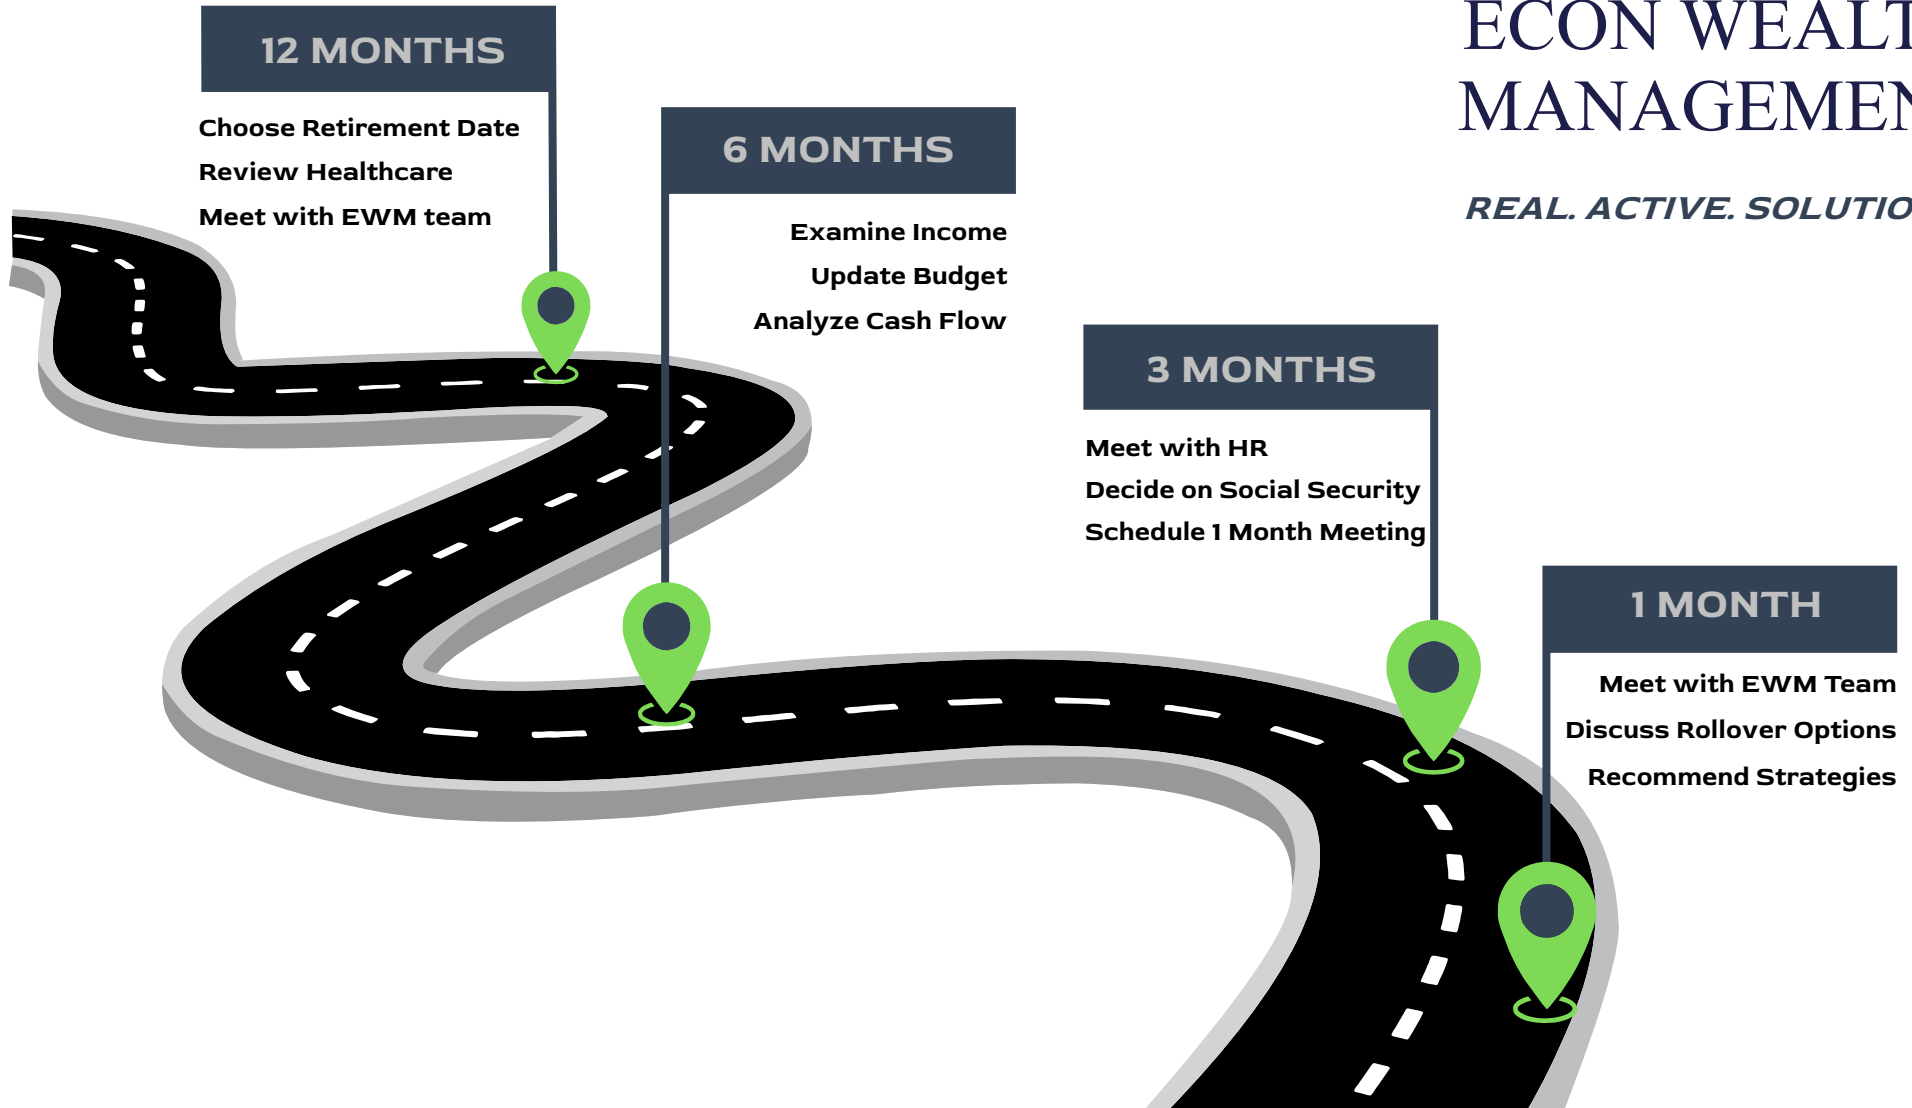 12 MONTHS
Choose Retirement Date
Review Healthcare
Meet with EWM team
6 MONTHS
Examine Income
Update Budget
Analyze Cash Flow
ECON WEALT
MANAGEMEN
REAL. ACTIVE. SOLUTIO
3 MONTHS
Meet with HR
Decide on Social Security
Schedule 1 Month Meeting
1 MONTH
Meet with EWM Team
Discuss Rollover Options
Recommend Strategies